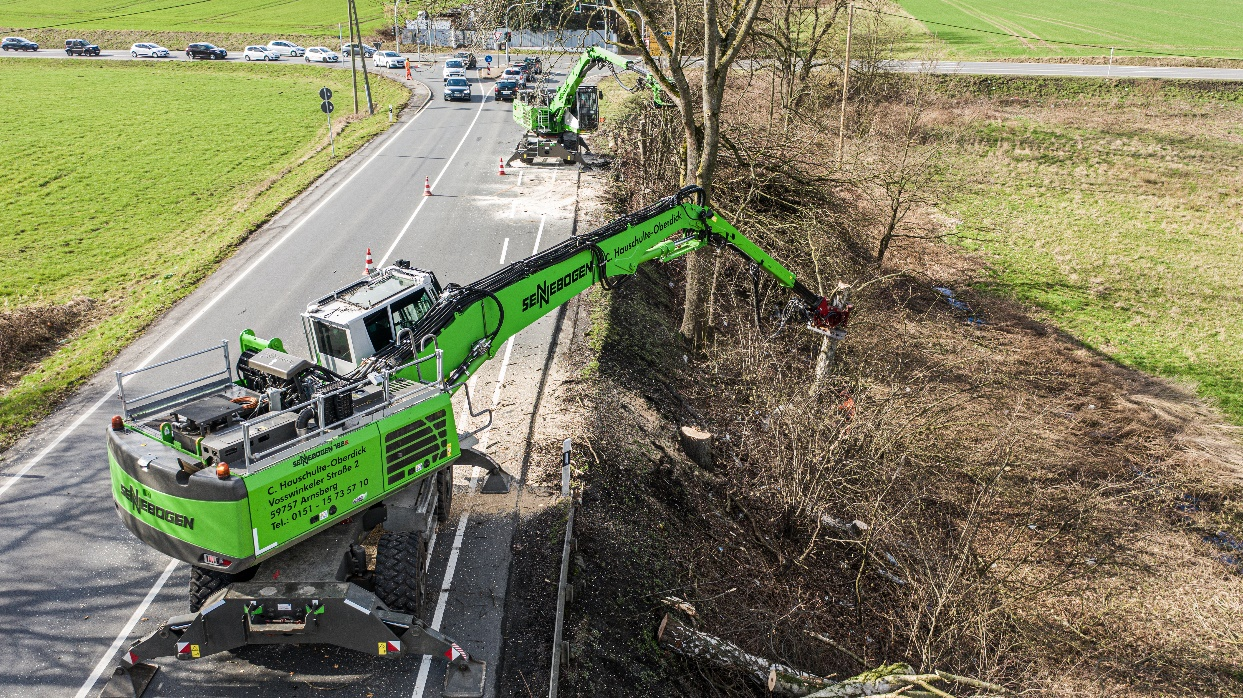 SENNEBOGEN
C. Hauschulte-Oberdick
SENNEBOGEN
C. Hauschulte-Oberdick
Vosswinkeler Straße 2
59757 Arnsberg
Tel.: 0151 - 15 73 57 10
SENNEBOGEN